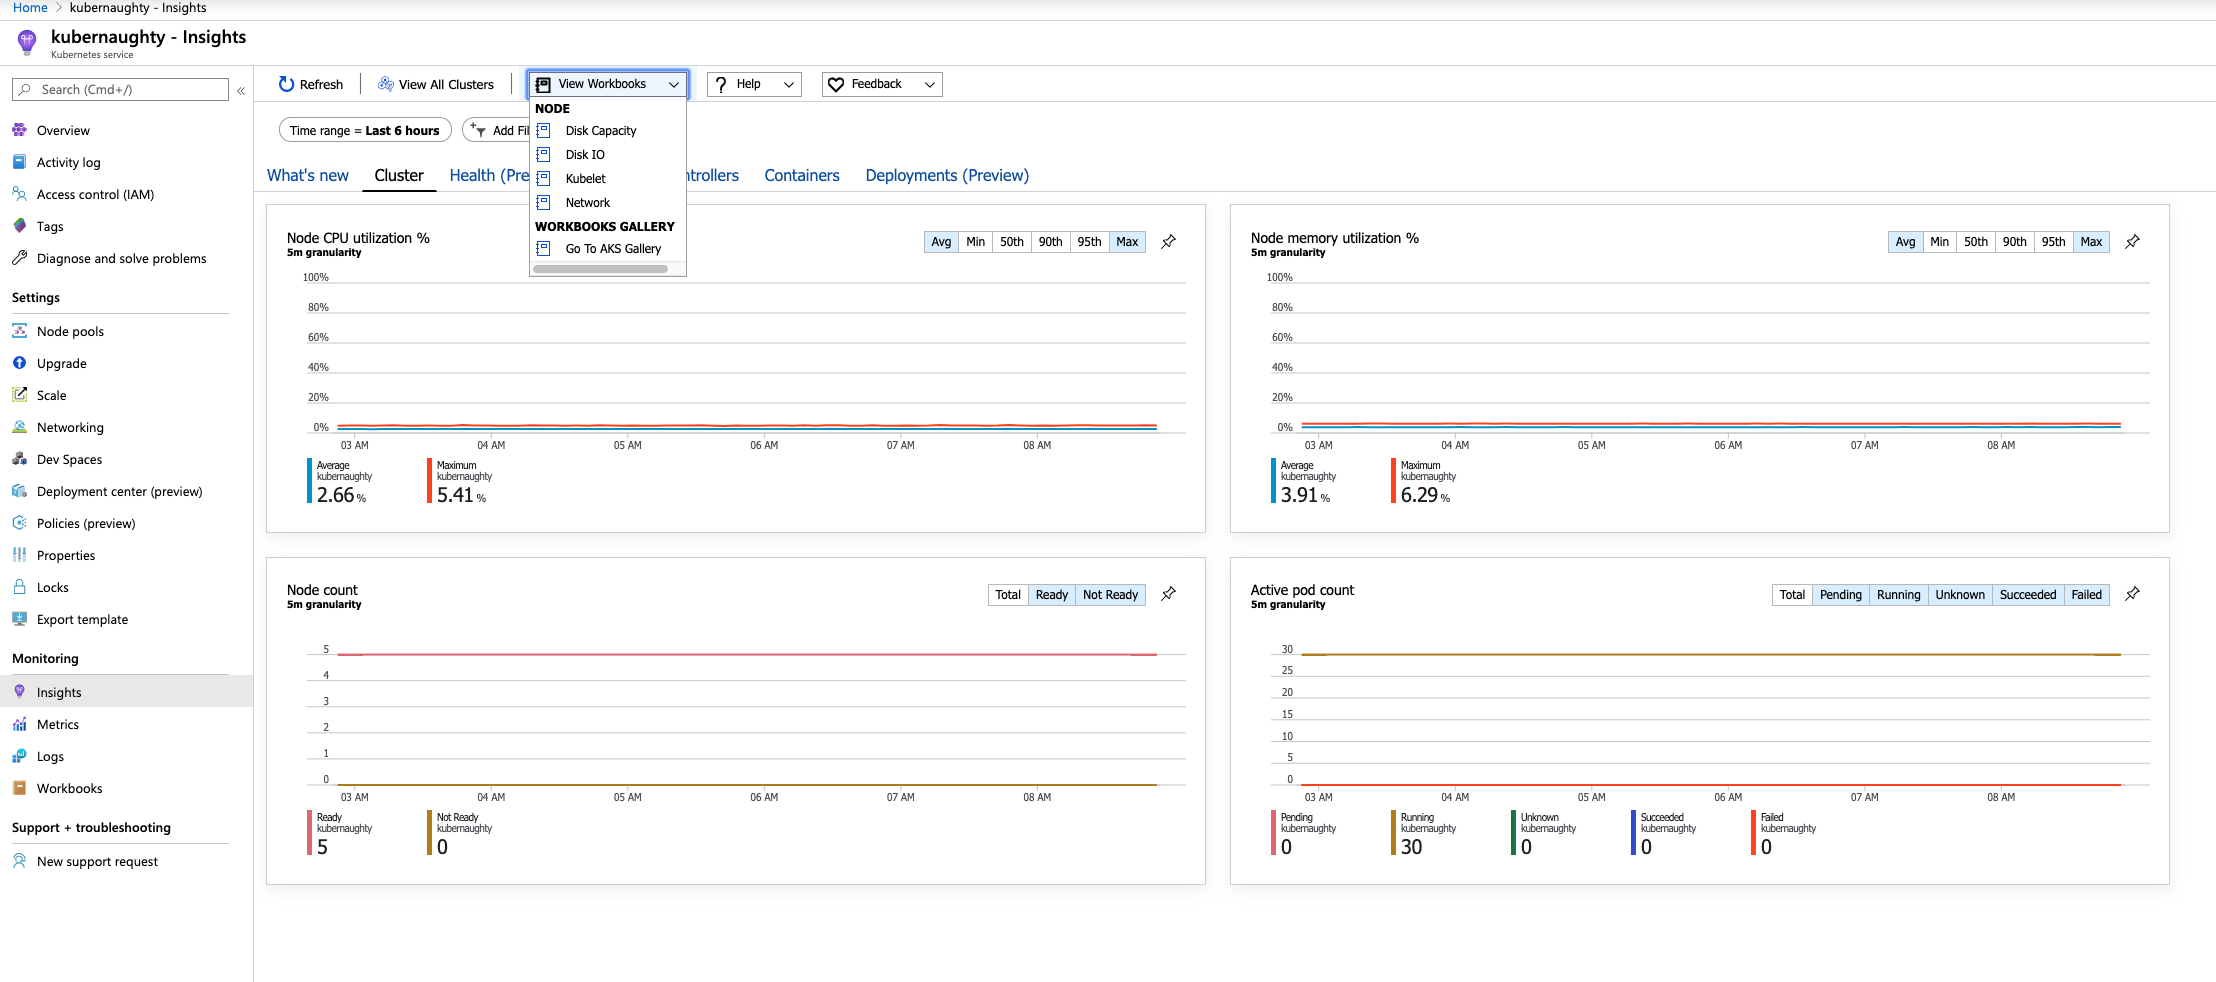 Home > kubernaughty - Insights
kubernaughty - Insights
Kubernetes service
Search (Cmd+/)
«
Overview
Activity log
Access control (IAM)
Tags
Diagnose and solve problems
Settings
Node pools
Upgrade
Scale
Networking
Dev Spaces
Deployment center (preview)
Policies (preview)
Properties
Locks
Export template
Monitoring
Insights
Metrics
Logs
Workbooks
Support + troubleshooting
New support request
Refresh View All Clusters View Workbooks ? Help Feedback
NODE
Disk Capacity
Disk IO
Kubelet
Network
WORKBOOKS GALLERY
Go To AKS Gallery
Time range = Last 6 hours Add Fil
What's new Cluster Health (Pre ntrollers Containers Deployments (Preview)
Node CPU utilization %
5m granularity
Avg Min 50th 90th 95th Max
100%
80%
60%
40%
20%
0%
03 AM 04 AM 05 AM 06 AM 07 AM 08 AM
Average Maximum
kubernaughty kubernaughty
2.66 % 5.41 %
Node memory utilization %
5m granularity
Avg Min 50th 90th 95th Max
100%
80%
60%
40%
20%
0%
03 AM 04 AM 05 AM 06 AM 07 AM 08 AM
Average Maximum
kubernaughty kubernaughty
3.91 % 6.29 %
Node count
5m granularity
Total Ready Not Ready
5
4
3
2
1
0
03 AM 04 AM 05 AM 06 AM 07 AM 08 AM
Ready Not Ready
kubernaughty kubernaughty
5 0
Active pod count
5m granularity
Total Pending Running Unknown Succeeded Failed
30
25
20
15
10
5
0
03 AM 04 AM 05 AM 06 AM 07 AM 08 AM
Pending Running Unknown Succeeded Failed
kubernaughty kubernaughty kubernaughty kubernaughty kubernaughty
0 30 0 0 0